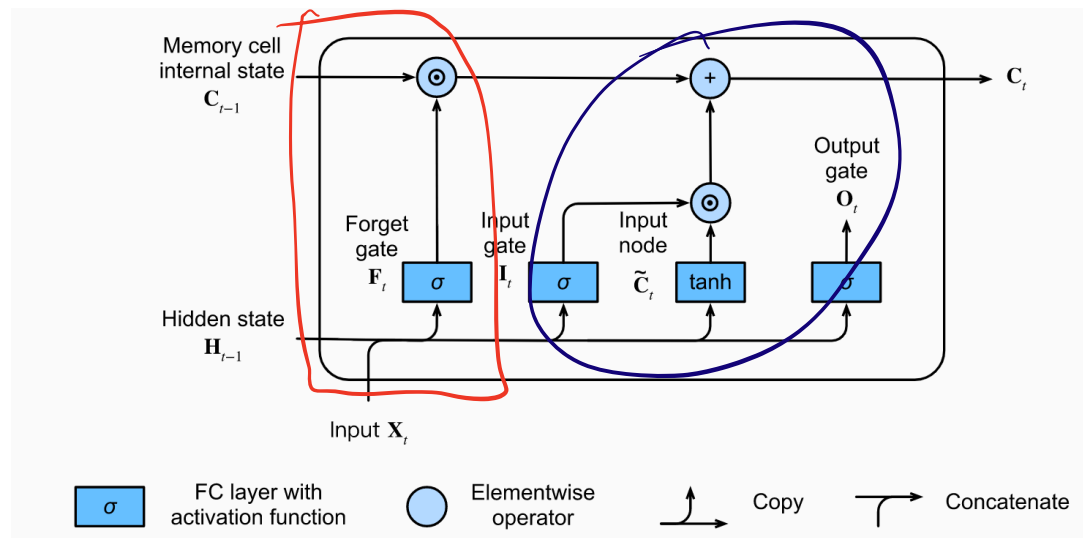 Memory cell
internal state
C_{t−1}
C_t
Output
gate
O_t
Forget
gate
F_t
σ
Input
gate
I_t
σ
Input
node
C̃_t
tanh
σ
Hidden state
H_{t−1}
Input X_t
σ
FC layer with
activation function
Elementwise
operator
Copy
Concatenate